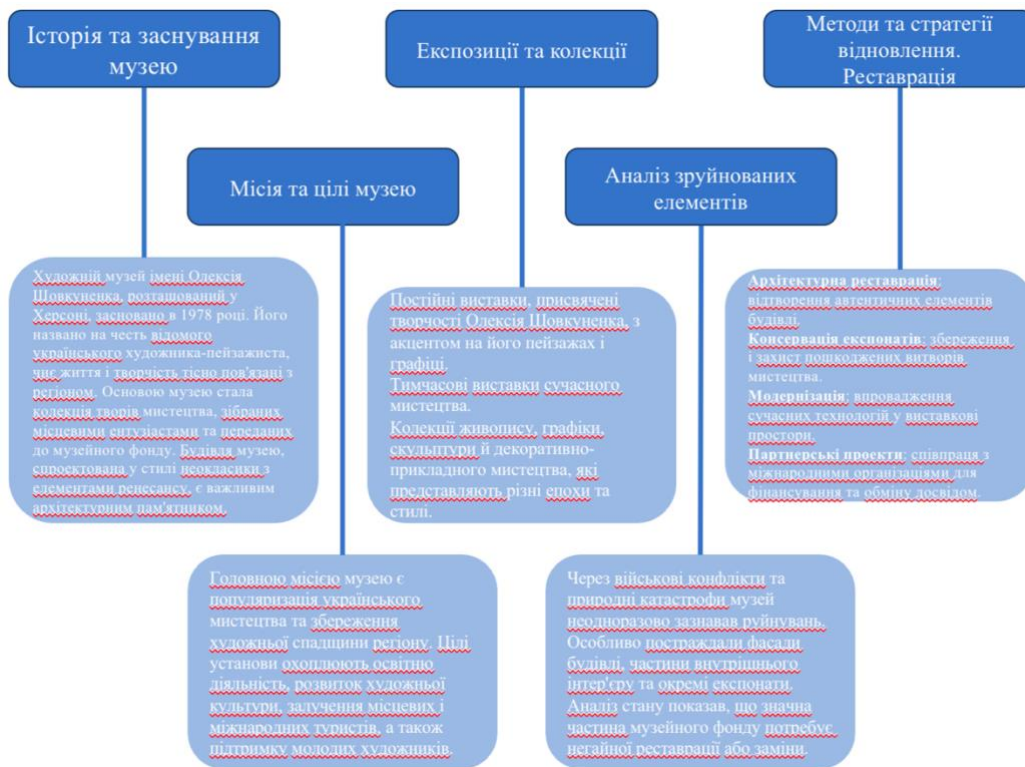 Історія та заснування
музею
Художній музей імені Олексія
Шовкуненка, розташований у
Херсоні, засновано в 1978 році. Його
названо на честь відомого
українського художника-пейзажиста,
чиє життя і творчість тісно пов'язані з
регіоном. Основою музею стала
колекція творів мистецтва, зібраних
місцевими ентузіастами та переданих
до музейного фонду. Будівля музею,
спроектована у стилі неокласики з
елементами ренесансу, є важливим
архітектурним пам'ятником.
Місія та цілі музею
Головною місією музею є
популяризація українського
мистецтва та збереження
художньої спадщини регіону. Цілі
установи охоплюють освітню
діяльність, розвиток художньої
культури, залучення місцевих і
міжнародних туристів, а також
підтримку молодих художників.
Експозиції та колекції
Постійні виставки, присвячені
творчості Олексія Шовкуненка, з
акцентом на його пейзажах і
графіці.
Тимчасові виставки сучасного
мистецтва.
Колекції живопису, графіки,
скульптури й декоративно-
прикладного мистецтва, які
представляють різні епохи та
стилі.
Аналіз зруйнованих
елементів
Через військові конфлікти та
природні катастрофи музей
неодноразово зазнавав руйнувань.
Особливо постраждали фасади
будівлі, частини внутрішнього
інтер'єру та окремі експонати.
Аналіз стану показав, що значна
частина музейного фонду потребує
негайної реставрації або заміни.
Методи та стратегії
відновлення.
Реставрація
Архітектурна реставрація:
відтворення автентичних елементів
будівлі.
Консервація експонатів: збереження
і захист пошкоджених витворів
мистецтва.
Модернізація: впровадження
сучасних технологій у виставкові
простори.
Партнерські проекти: співпраця з
міжнародними організаціями для
фінансування та обміну досвідом.